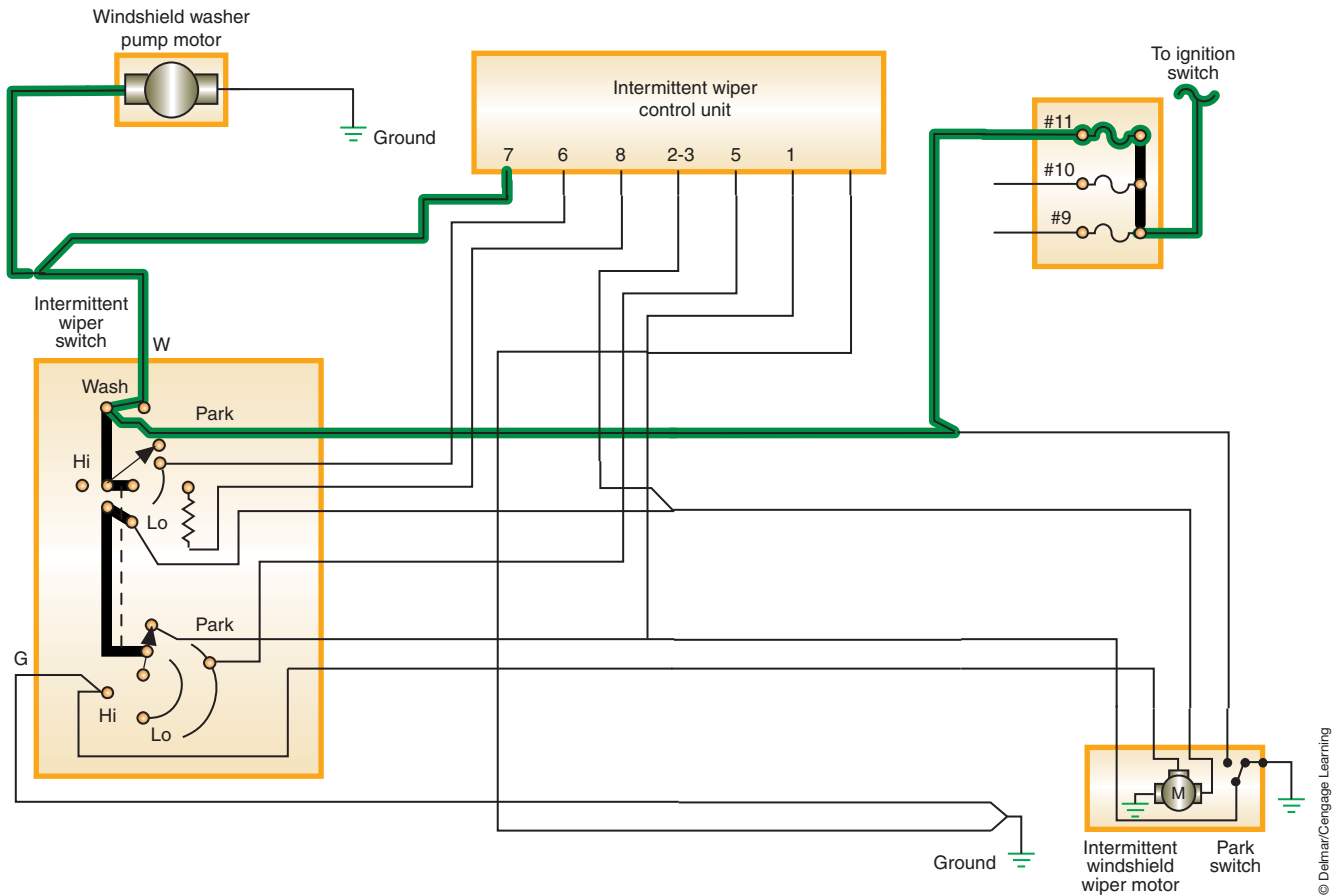 Windshield washer
pump motor
Ground
Intermittent wiper
control unit
7 6 8 2-3 5 1
To ignition
switch
#11
#10
#9
Intermittent
wiper
switch
W
Wash
Park
Hi
Lo
Park
G
Hi
Lo
Ground
M
Intermittent
windshield
wiper motor
Park
switch
© Delmar/Cengage Learning